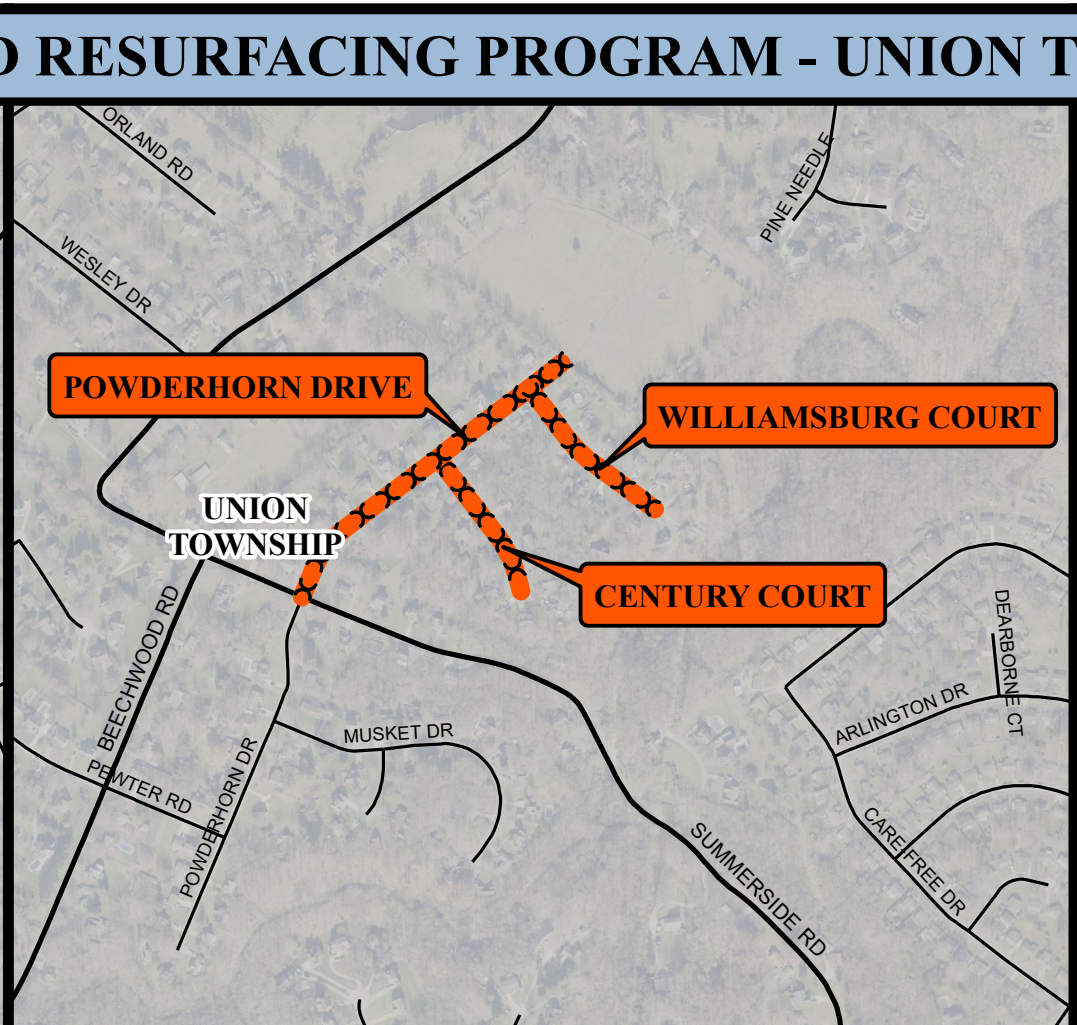 D RESURFACING PROGRAM - UNION T
ORLAND RD
PINE NEEDLE
WESLEY DR
POWDERHORN DRIVE
WILLIAMSBURG COURT
UNION
TOWNSHIP
CENTURY COURT
BEECHWOOD RD
DEARBORNE CT
ARLINGTON DR
MUSKET DR
PEWTER RD
POWDERHORN DR
SUMMERSIDE RD
CAREFREE DR